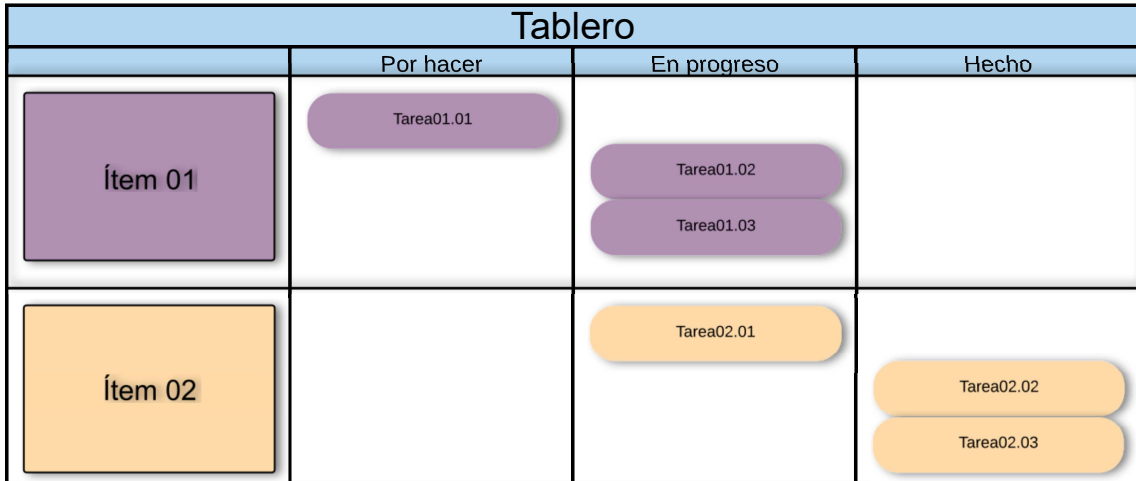 Tablero
Por hacer En progreso Hecho
Ítem 01
Tarea01.01
Tarea01.02
Tarea01.03
Ítem 02
Tarea02.01
Tarea02.02
Tarea02.03